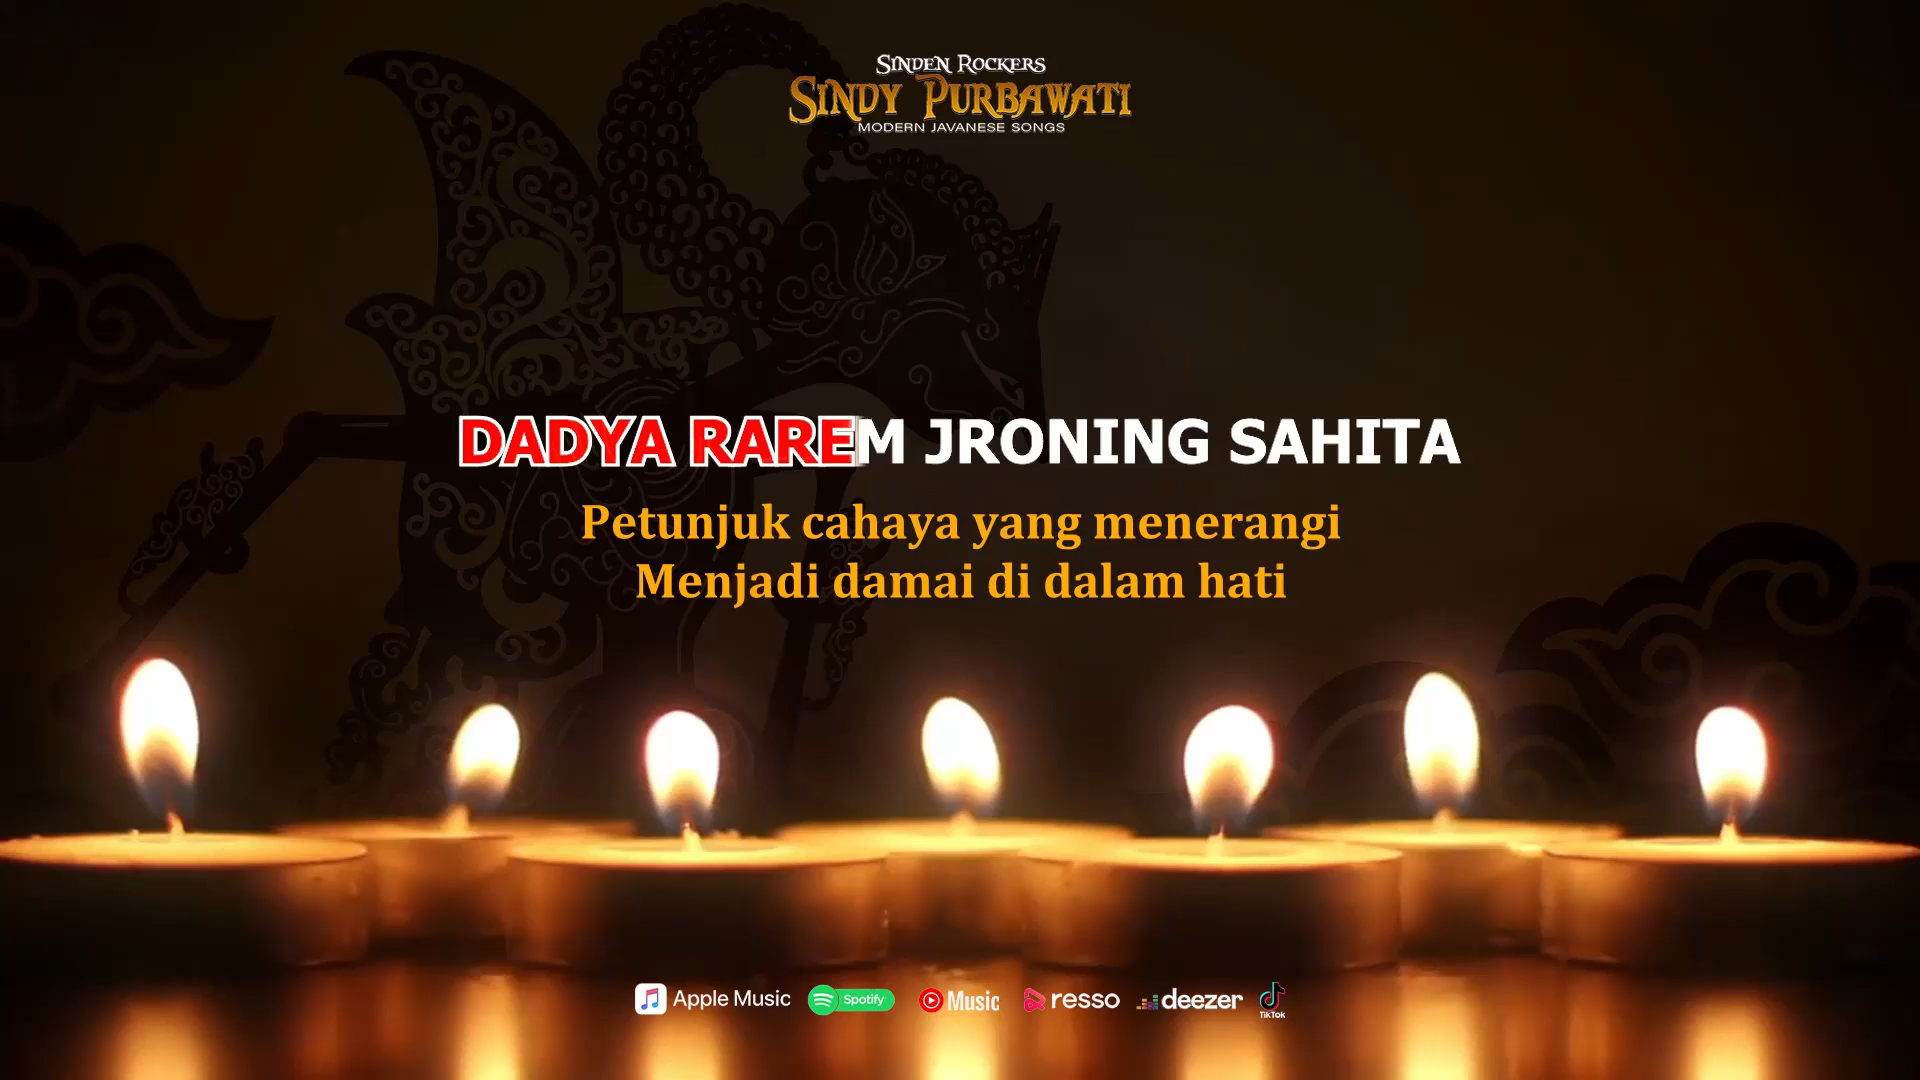 SINDEN ROCKERS
SINDY PURBAWATI
MODERN JAVANESE SONGS
DADYA RAREM JRONING SAHITA
Petunjuk cahaya yang menerangi
Menjadi damai di dalam hati
Apple Music Spotify Music resso deezer TikTok